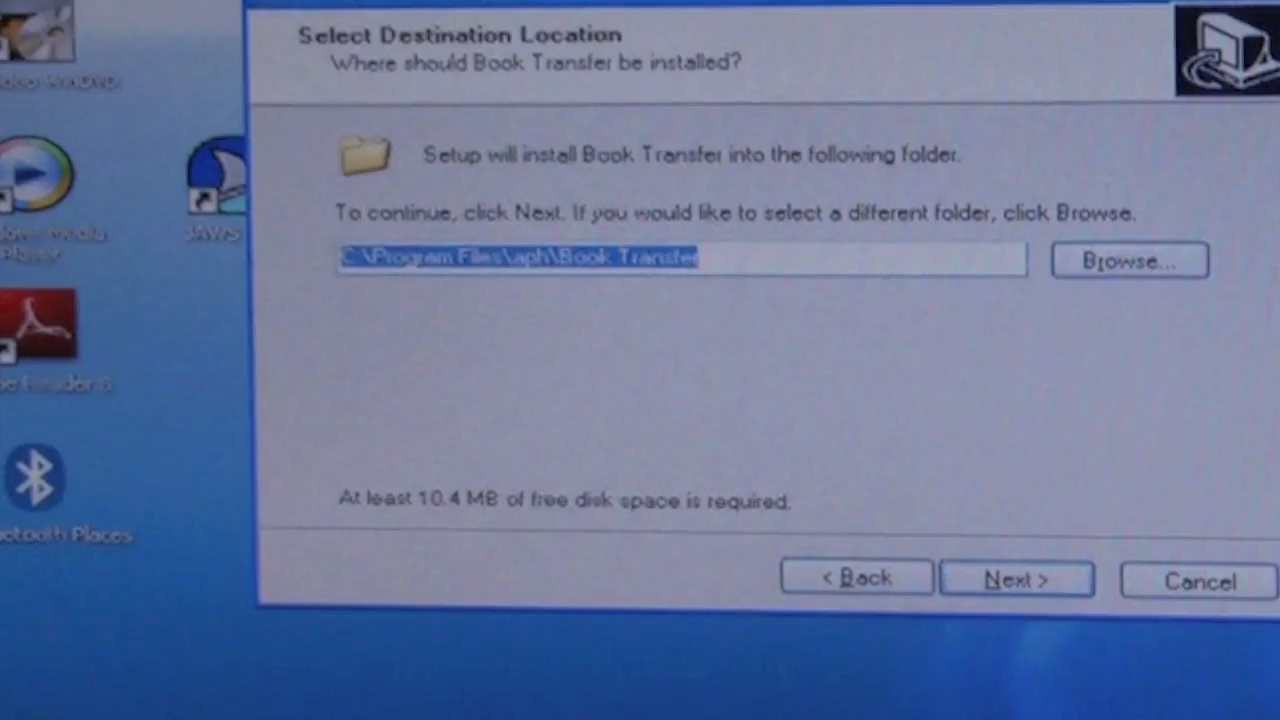 Select Destination Location
Where should Book Transfer be installed?
Setup will install Book Transfer into the following folder.
To continue, click Next. If you would like to select a different folder, click Browse.
C:\Program Files\aph\Book Transfer
Browse...
At least 10.4 MB of free disk space is required.
< Back
Next >
Cancel
JAWS
Media
Player
Reader 8
Places